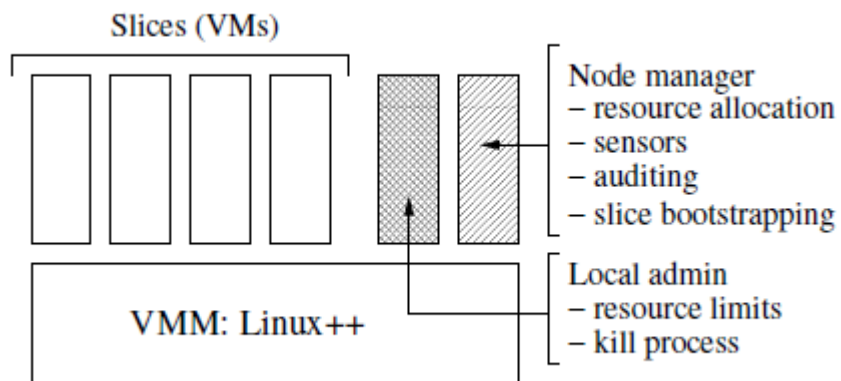 Slices (VMs)
Node manager
– resource allocation
– sensors
– auditing
– slice bootstrapping
Local admin
– resource limits
– kill process
VMM: Linux++